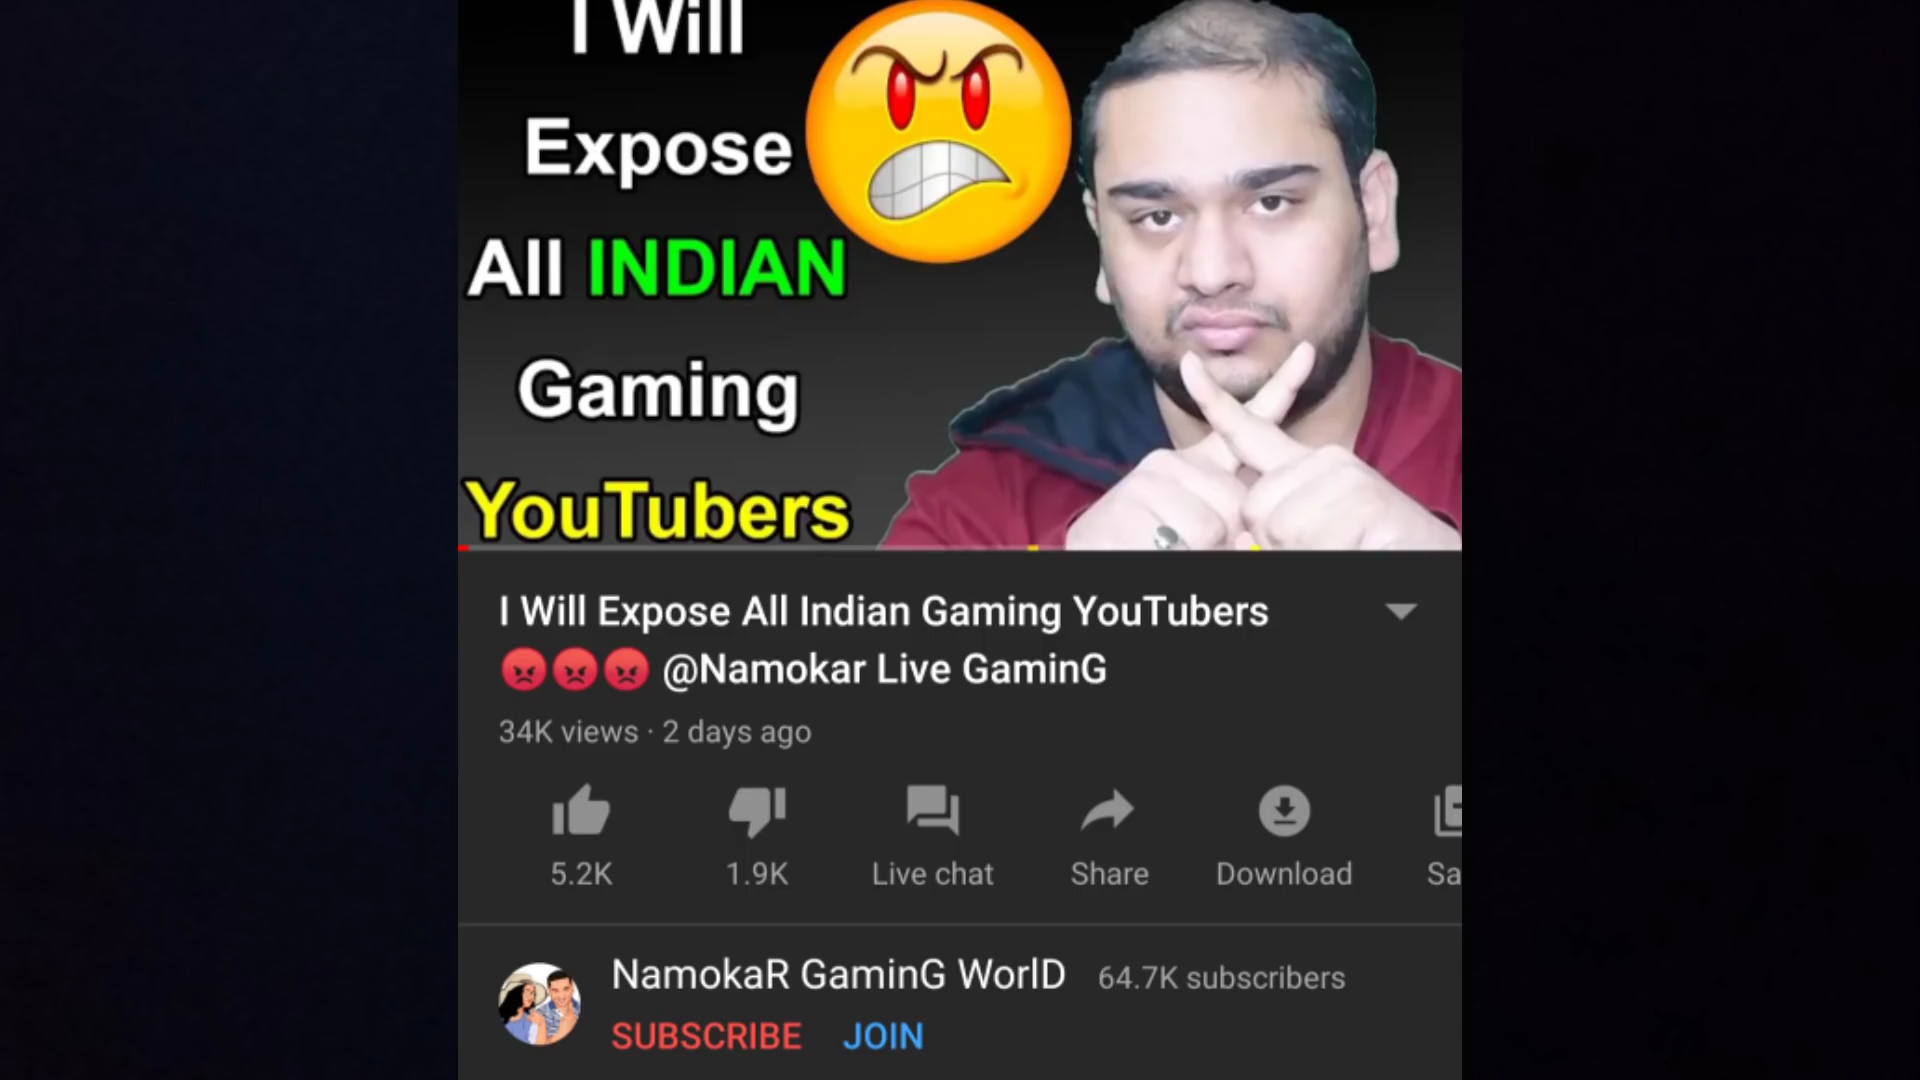 I Will
Expose
All INDIAN
Gaming
YouTubers
I Will Expose All Indian Gaming YouTubers
😡😡😡 @Namokar Live GaminG
34K views · 2 days ago
5.2K 1.9K Live chat Share Download Sa
NamokaR GaminG WorlD 64.7K subscribers
SUBSCRIBE JOIN